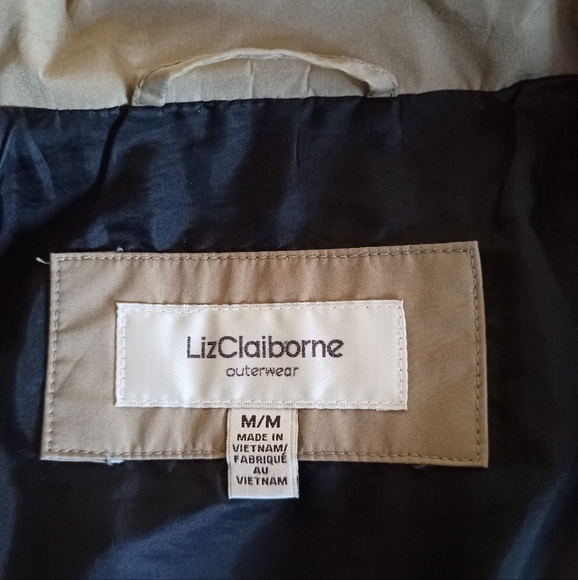 LizClaiborne
outerwear
M/M
MADE IN
VIETNAM/
FABRIQUÉ
AU
VIETNAM